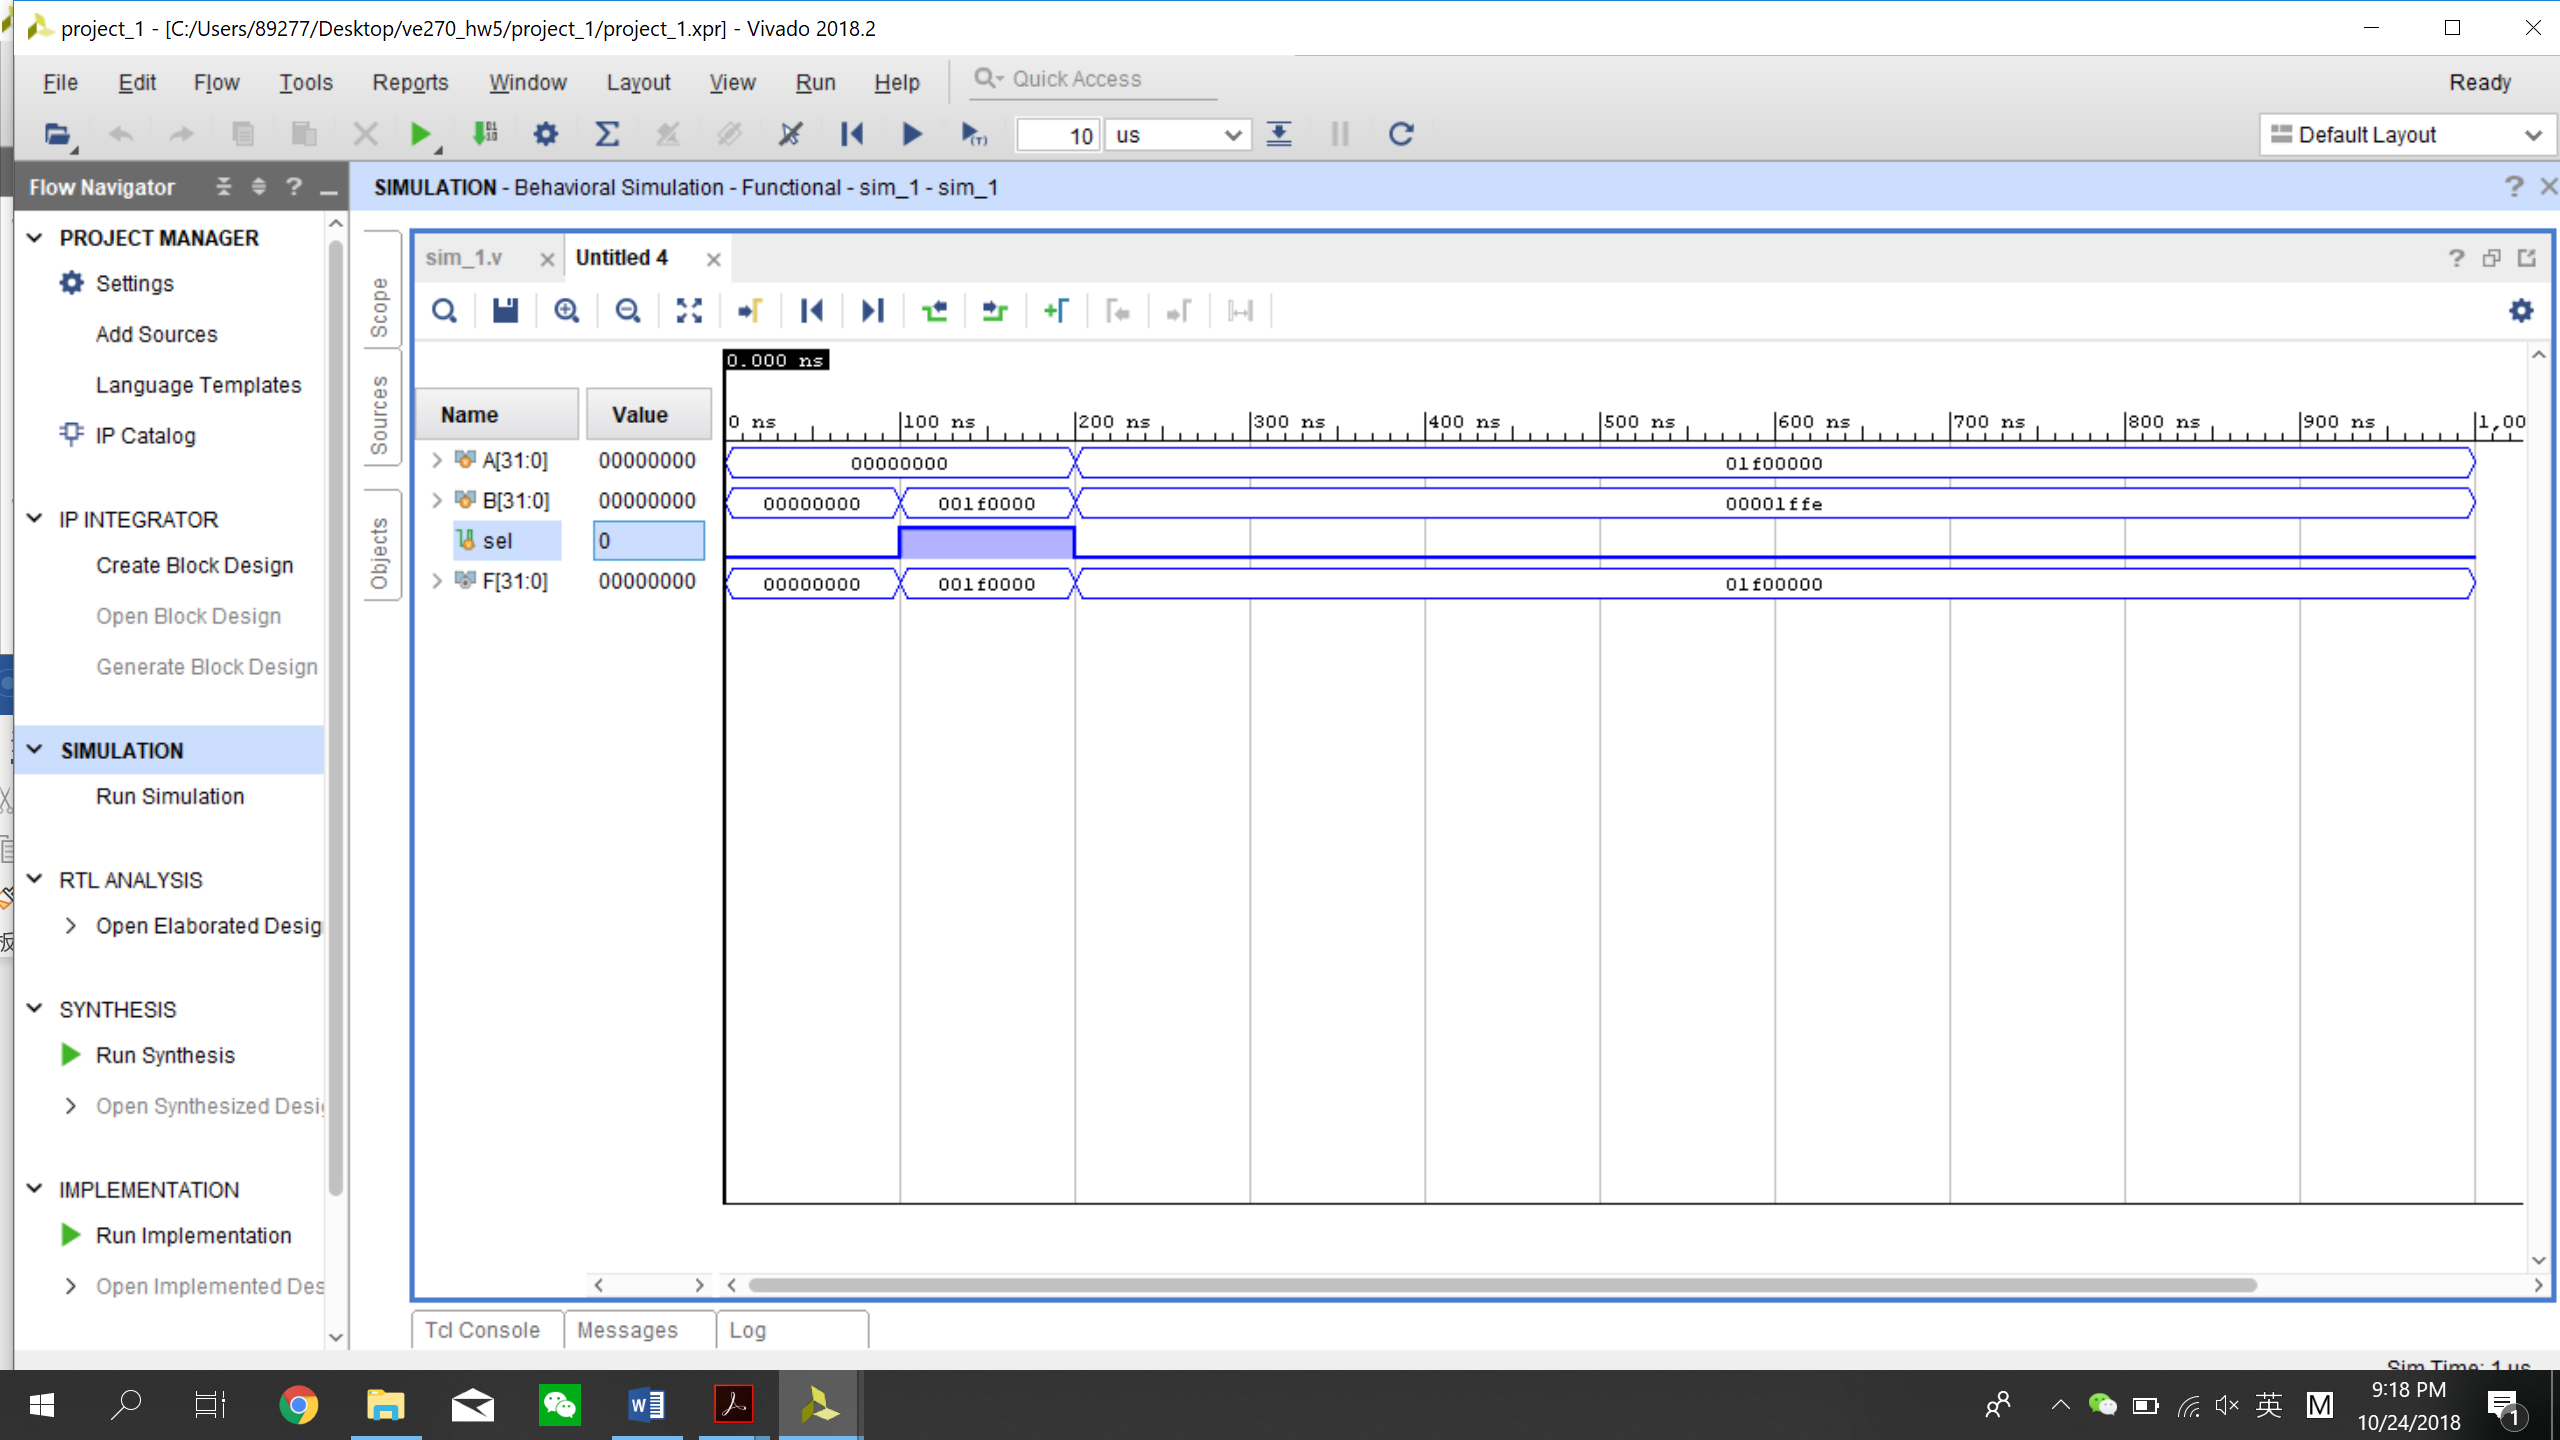 project_1 - [C:/Users/89277/Desktop/ve270_hw5/project_1/project_1.xpr] - Vivado 2018.2
File Edit Flow Tools Reports Window Layout View Run Help Quick Access Ready
10 us Default Layout
Flow Navigator
SIMULATION - Behavioral Simulation - Functional - sim_1 - sim_1
PROJECT MANAGER
Settings
Add Sources
Language Templates
IP Catalog
IP INTEGRATOR
Create Block Design
Open Block Design
Generate Block Design
SIMULATION
Run Simulation
RTL ANALYSIS
Open Elaborated Desig
SYNTHESIS
Run Synthesis
Open Synthesized Desi
IMPLEMENTATION
Run Implementation
Open Implemented Des
Scope
Sources
Objects
sim_1.v Untitled 4
0.000 ns
Name Value
0 ns 100 ns 200 ns 300 ns 400 ns 500 ns 600 ns 700 ns 800 ns 900 ns 1,00
A[31:0] 00000000 00000000 01f00000
B[31:0] 00000000 00000000 001f0000 00001ffe
sel 0
F[31:0] 00000000 00000000 001f0000 01f00000
Tcl Console Messages Log
Sim Time: 1 us
英 M 9:18 PM
10/24/2018
1